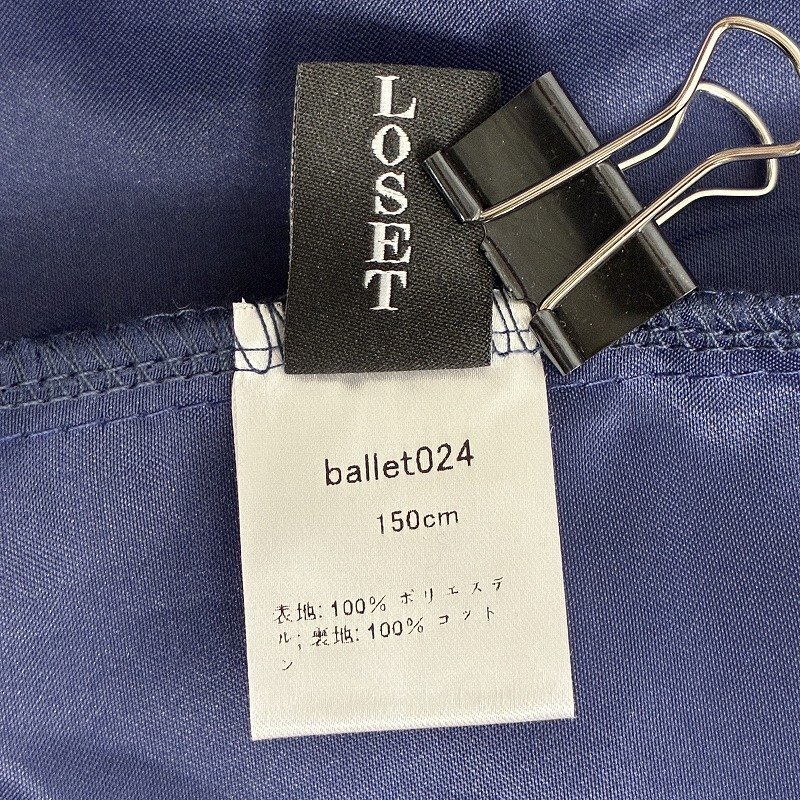 LOSET
ballet024
150cm
表地: 100% ポリエステ
ル; 裏地: 100% コット
ン